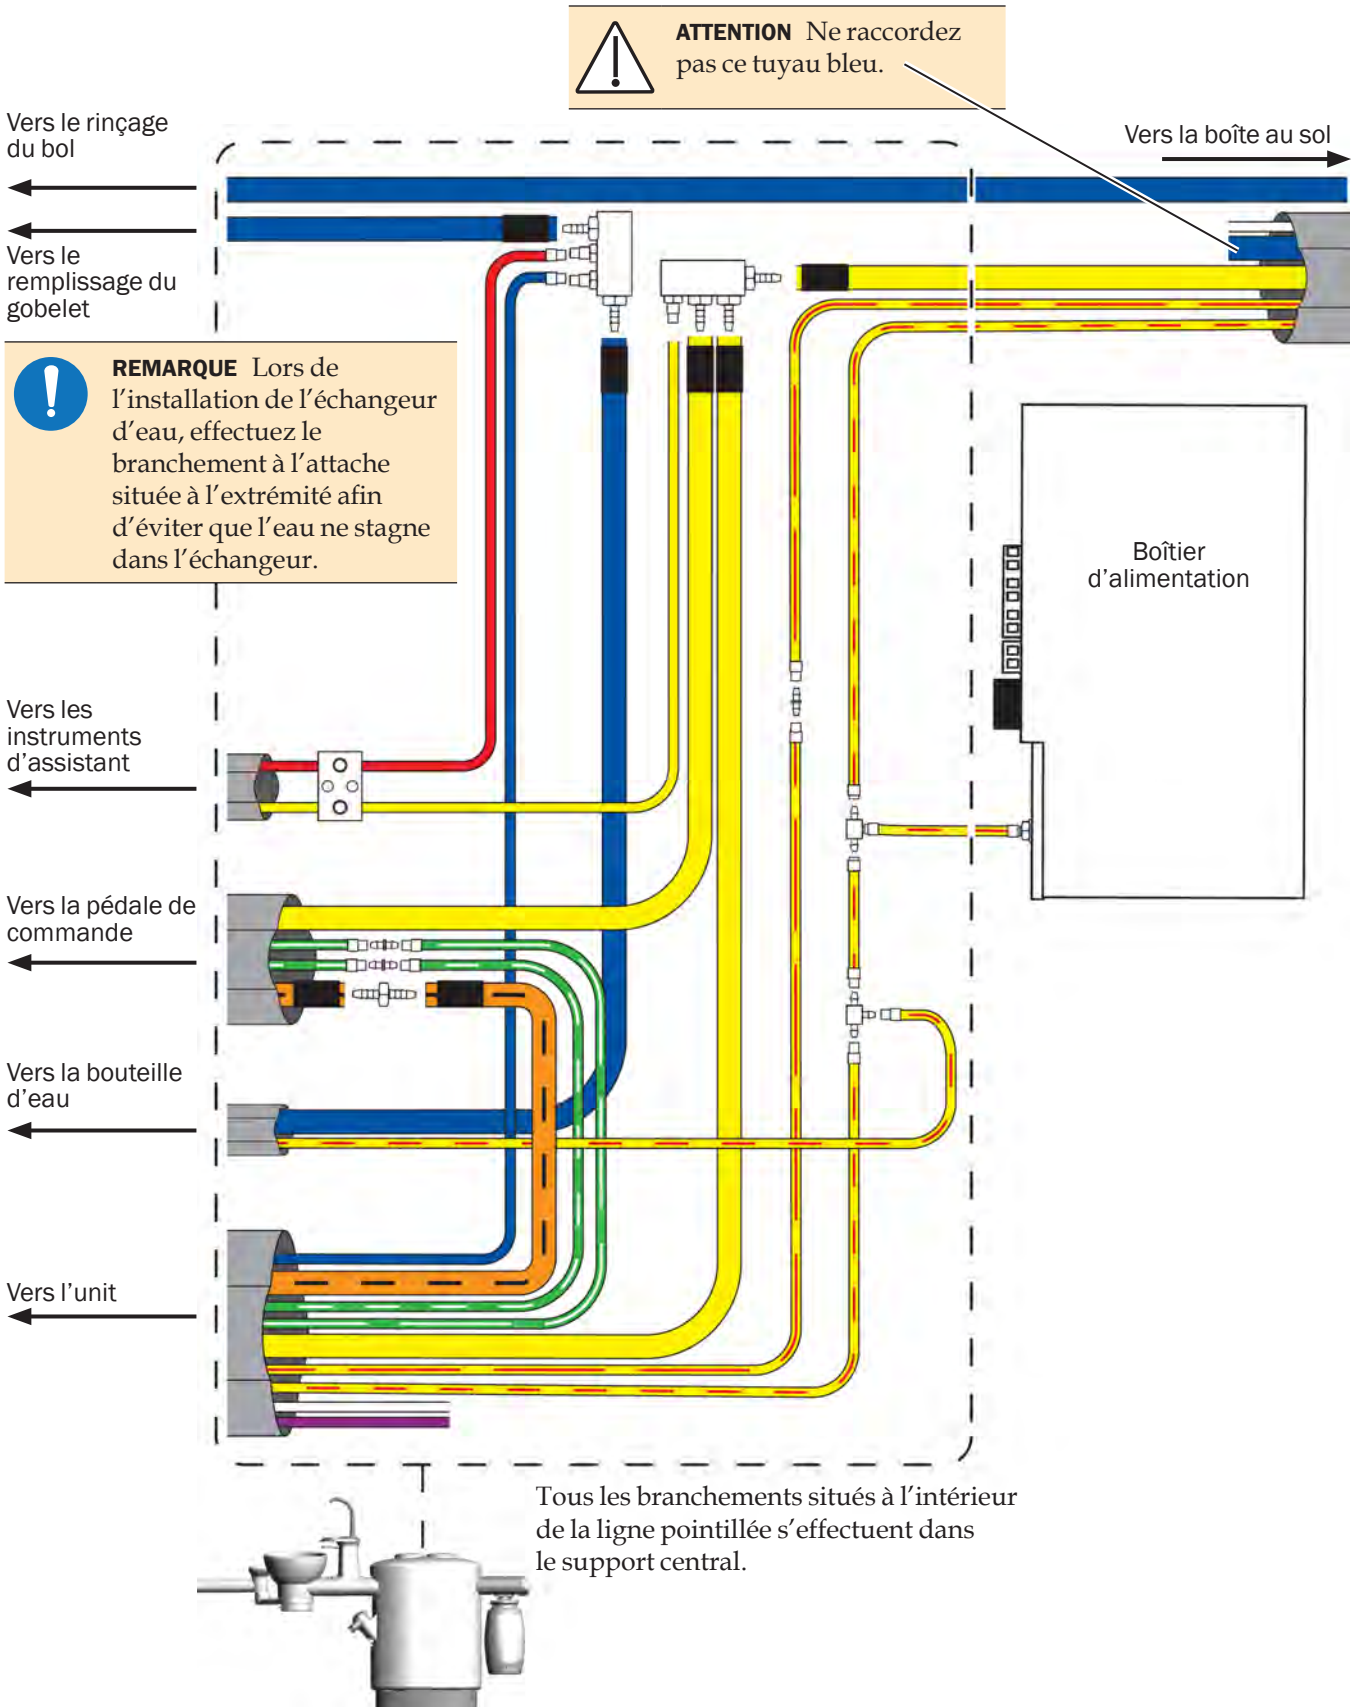 ATTENTION Ne raccordez
pas ce tuyau bleu.
Vers le rinçage
du bol
Vers la boîte au sol
Vers le
remplissage du
gobelet
REMARQUE Lors de
l’installation de l’échangeur
d’eau, effectuez le
branchement à l’attache
située à l’extrémité afin
d’éviter que l’eau ne stagne
dans l’échangeur.
Boîtier
d’alimentation
Vers les
instruments
d’assistant
Vers la pédale de
commande
Vers la bouteille
d’eau
Vers l’unit
Tous les branchements situés à l’intérieur
de la ligne pointillée s’effectuent dans
le support central.